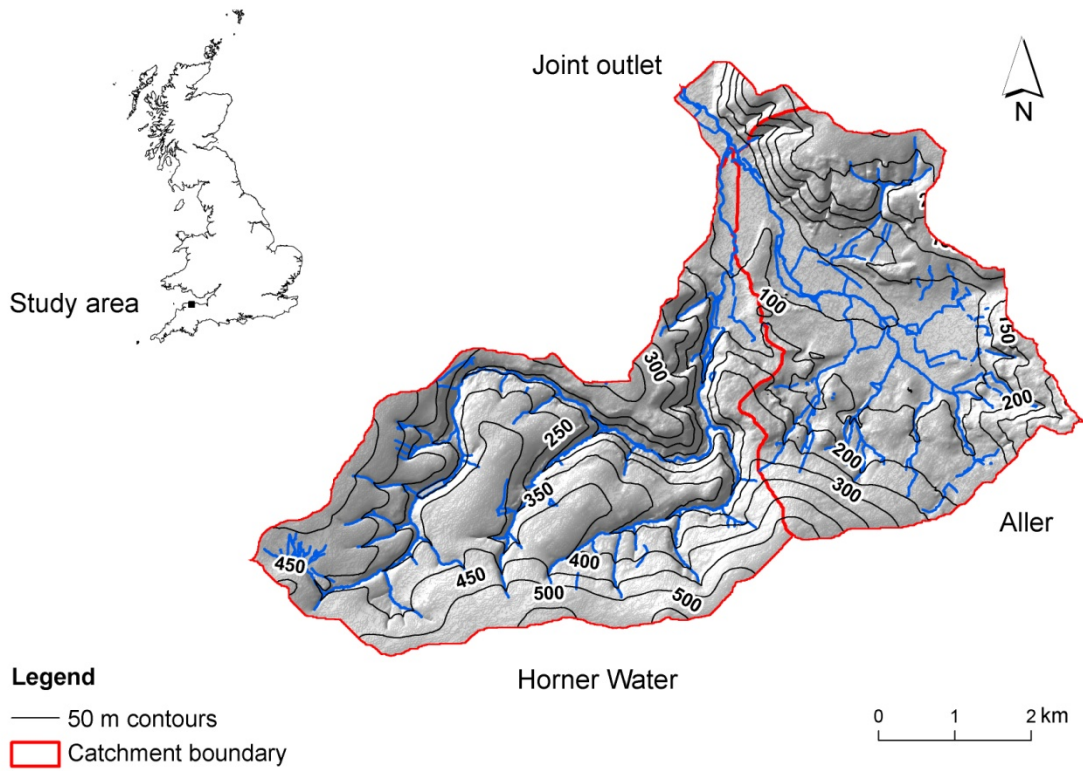 Joint outlet
N
Study area
100
150
300
200
250
200
350
300
Aller
450
400
450
500
500
Horner Water
Legend
50 m contours
Catchment boundary
0 1 2 km